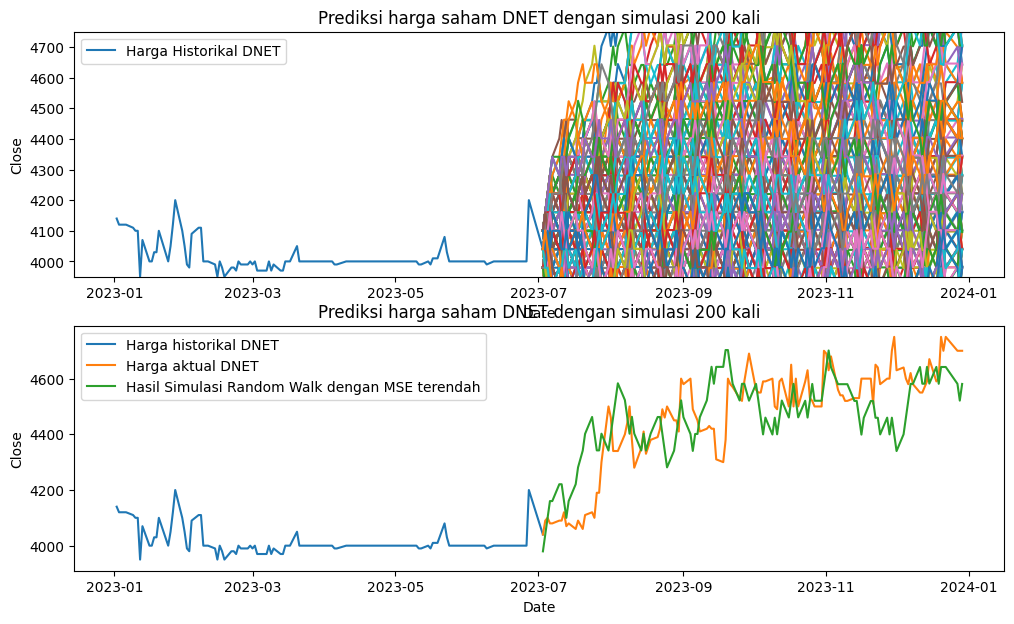 Prediksi harga saham DNET dengan simulasi 200 kali
Harga Historikal DNET
Close
4700
4600
4500
4400
4300
4200
4100
4000
2023-01 2023-03 2023-05 2023-07 2023-09 2023-11 2024-01
Date
Prediksi harga saham DNET dengan simulasi 200 kali
Harga historikal DNET
Harga aktual DNET
Hasil Simulasi Random Walk dengan MSE terendah
Close
4600
4400
4200
4000
2023-01 2023-03 2023-05 2023-07 2023-09 2023-11 2024-01
Date